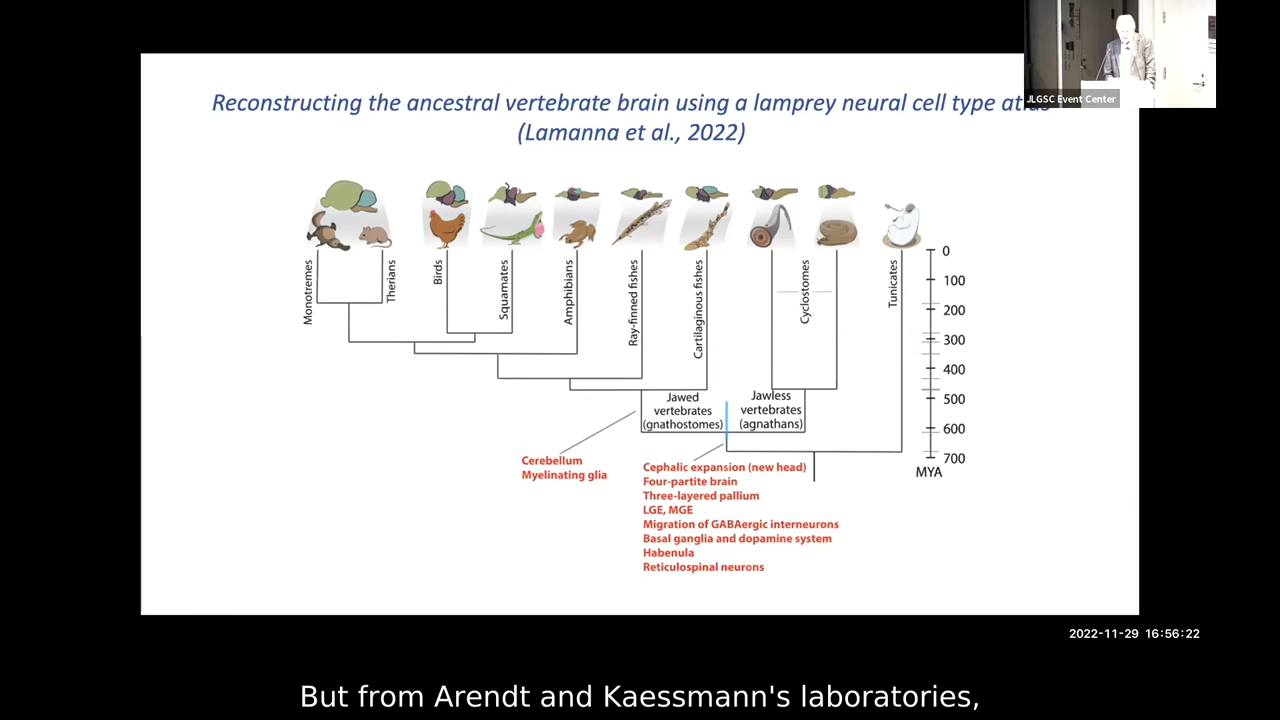 JLGSC Event Center
Reconstructing the ancestral vertebrate brain using a lamprey neural cell type atlas
(Lamanna et al., 2022)
Monotremes
Therians
Birds
Squamates
Amphibians
Ray-finned fishes
Cartilaginous fishes
Cyclostomes
Tunicates
0
100
200
300
400
500
600
700
MYA
Jawed
vertebrates
(gnathostomes)
Jawless
vertebrates
(agnathans)
Cerebellum
Myelinating glia
Cephalic expansion (new head)
Four-partite brain
Three-layered pallium
LGE, MGE
Migration of GABAergic interneurons
Basal ganglia and dopamine system
Habenula
Reticulospinal neurons
2022-11-29 16:56:22
But from Arendt and Kaessmann's laboratories,